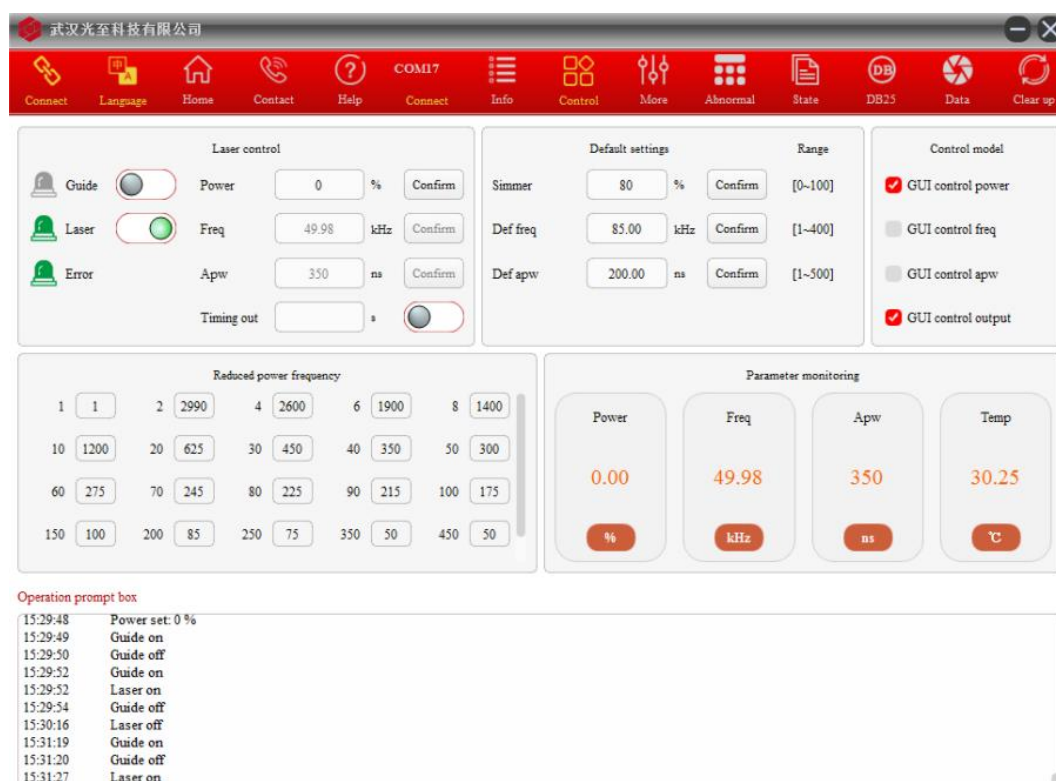 武汉光至科技有限公司
中 A
COM17
DB
Connect Language Home Contact Help Connect Info Control More Abnormal State DB25 Data Clear up
Laser control
Guide Power 0 % Confirm
Laser Freq 49.98 kHz Confirm
Error Apw 350 ns Confirm
Timing out s
Default settings Range
Simmer 80 % Confirm [0~100]
Def freq 85.00 kHz Confirm [1~400]
Def apw 200.00 ns Confirm [1~500]
Control model
GUI control power
GUI control freq
GUI control apw
GUI control output
Reduced power frequency
1 1 2 2990 4 2600 6 1900 8 1400
10 1200 20 625 30 450 40 350 50 300
60 275 70 245 80 225 90 215 100 175
150 100 200 85 250 75 350 50 450 50
Parameter monitoring
Power Freq Apw Temp
0.00 49.98 350 30.25
% kHz ns ℃
Operation prompt box
15:29:48 Power set: 0 %
15:29:49 Guide on
15:29:50 Guide off
15:29:52 Guide on
15:29:52 Laser on
15:29:54 Guide off
15:30:16 Laser off
15:31:19 Guide on
15:31:20 Guide off
15:31:27 Laser on